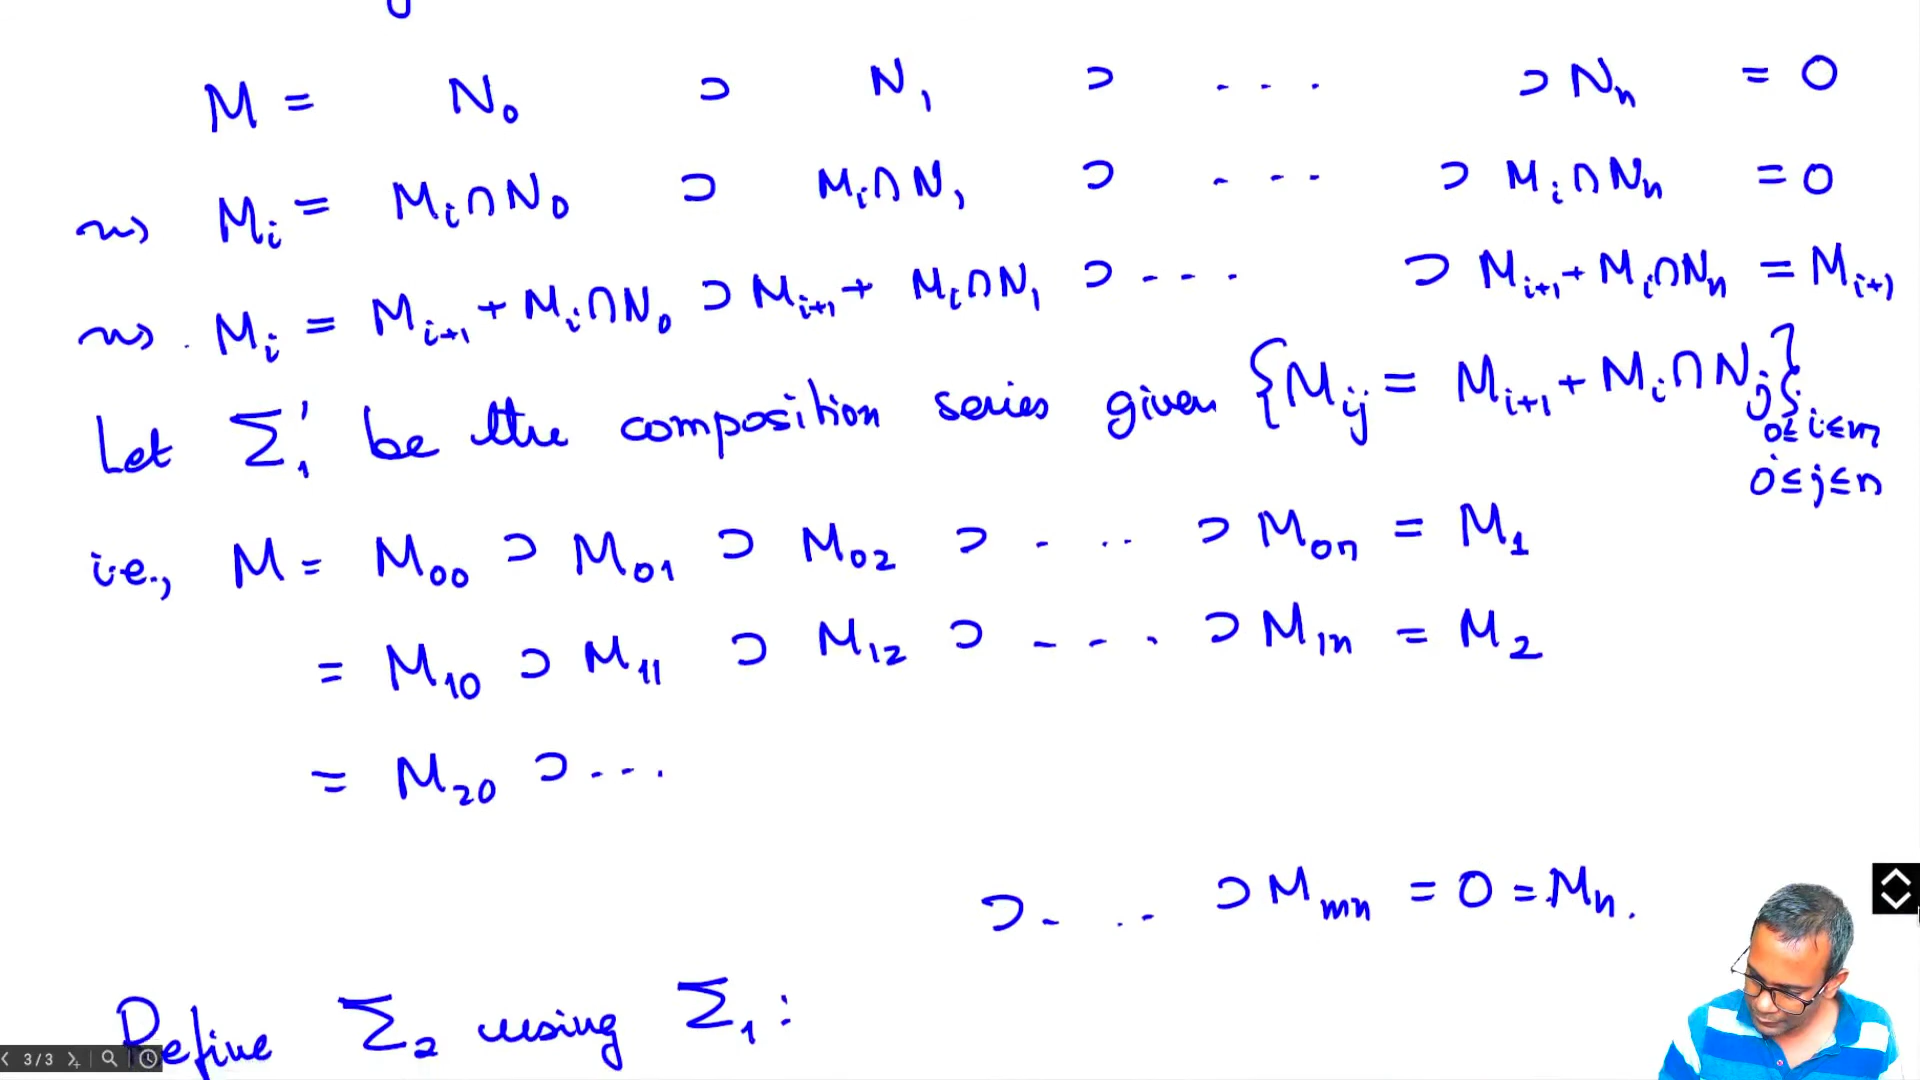 M = N₀ ⊃ N₁ ⊃ - - - ⊃ Nₙ = 0
⇝ Mᵢ = Mᵢ∩N₀ ⊃ Mᵢ∩N₁ ⊃ - - - ⊃ Mᵢ∩Nₙ = 0
⇝ . Mᵢ = Mᵢ₊₁ + Mᵢ∩N₀ ⊃ Mᵢ₊₁ + Mᵢ∩N₁ ⊃ - - - ⊃ Mᵢ₊₁ + Mᵢ∩Nₙ = Mᵢ₊₁
Let Σ₁' be the composition series given {Mᵢⱼ = Mᵢ₊₁ + Mᵢ∩Nⱼ} 0≤i≤m
0≤j≤n
i.e., M = M₀₀ ⊃ M₀₁ ⊃ M₀₂ ⊃ - .. ⊃ M₀ₙ = M₁
= M₁₀ ⊃ M₁₁ ⊃ M₁₂ ⊃ - - - . ⊃ M₁ₙ = M₂
= M₂₀ ⊃ - - .
⊃ - . . - ⊃ Mₘₙ = 0 = Mₙ.
Define Σ₂ using Σ₁ :
3/3